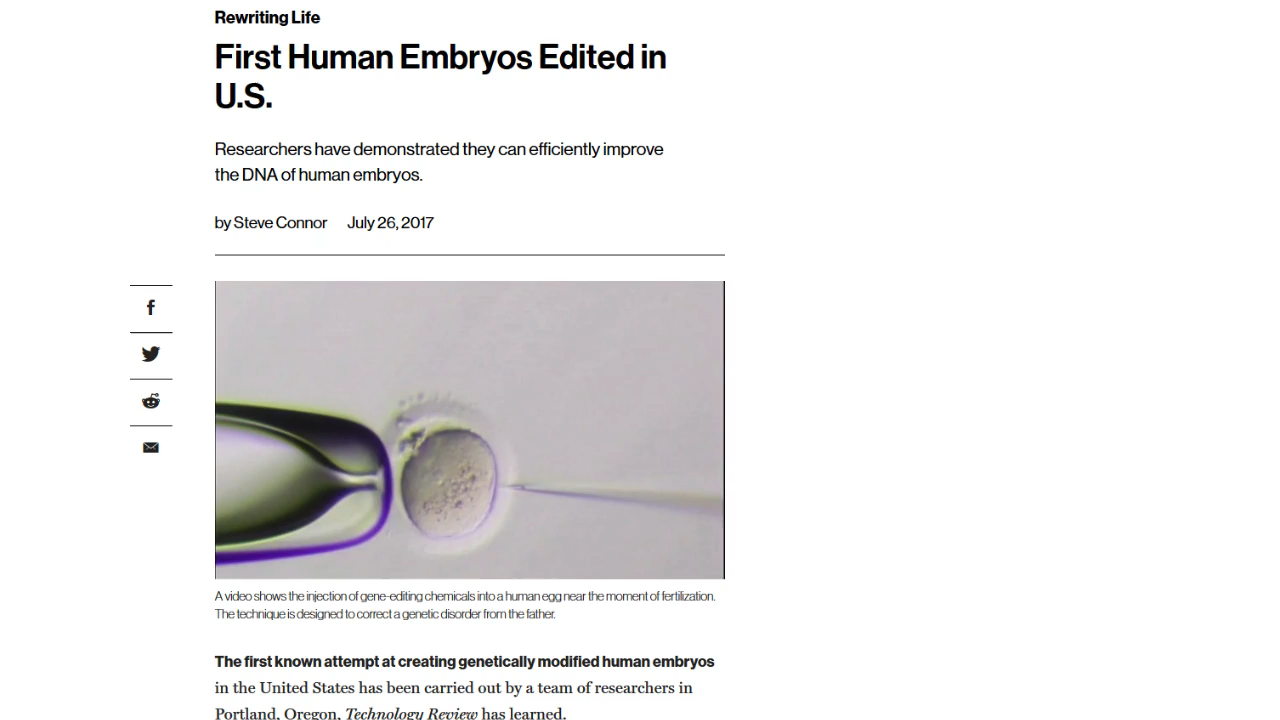 Rewriting Life
First Human Embryos Edited in
U.S.
Researchers have demonstrated they can efficiently improve
the DNA of human embryos.
by Steve Connor July 26, 2017
A video shows the injection of gene-editing chemicals into a human egg near the moment of fertilization.
The technique is designed to correct a genetic disorder from the father.
The first known attempt at creating genetically modified human embryos
in the United States has been carried out by a team of researchers in
Portland, Oregon, Technology Review has learned.